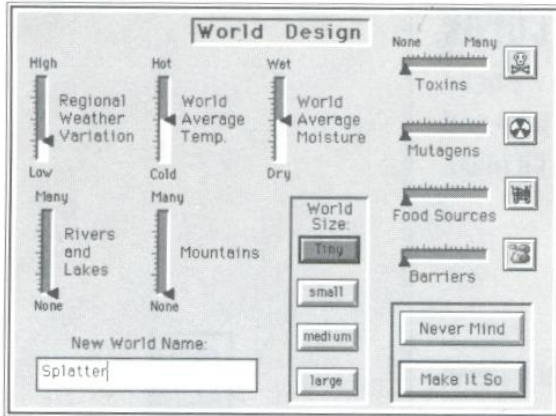 World Design
High
Regional
Weather
Variation
Low
Hot
World
Average
Temp.
Cold
Wet
World
Average
Moisture
Dry
None Many
Toxins
Mutagens
Food Sources
Barriers
Many
Rivers
and
Lakes
None
Many
Mountains
None
World
Size:
Tiny
small
medium
large
New World Name:
Splatter
Never Mind
Make It So